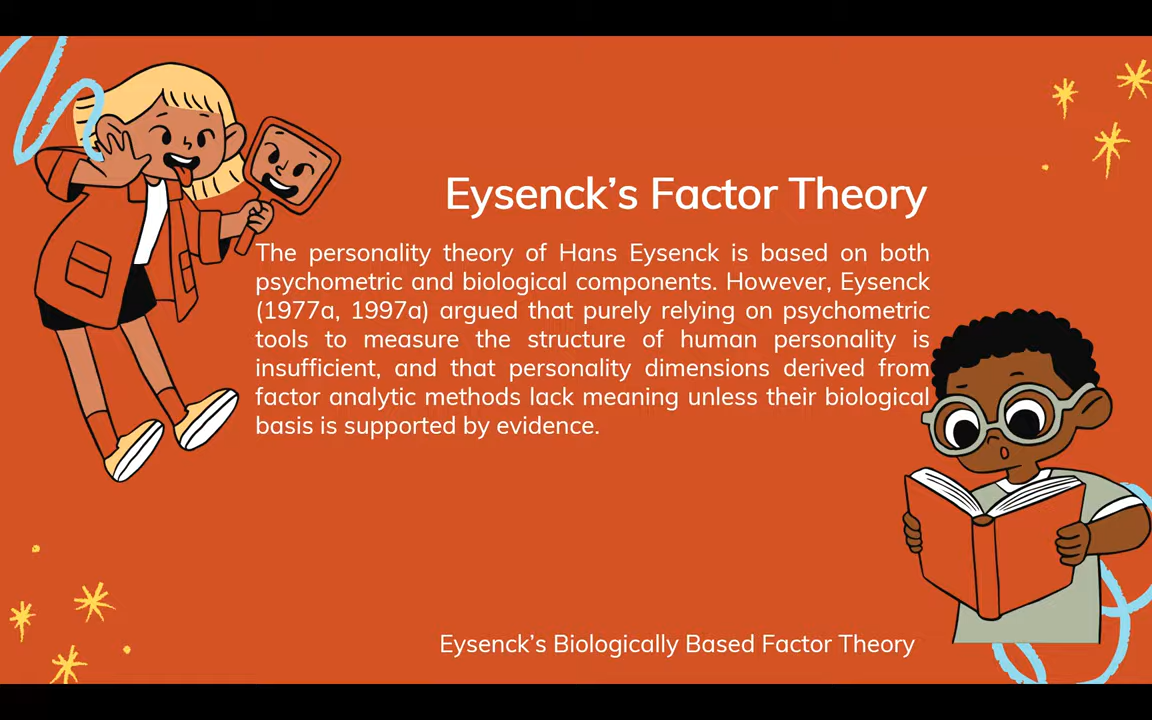 Eysenck’s Factor Theory
The personality theory of Hans Eysenck is based on both
psychometric and biological components. However, Eysenck
(1977a, 1997a) argued that purely relying on psychometric
tools to measure the structure of human personality is
insufficient, and that personality dimensions derived from
factor analytic methods lack meaning unless their biological
basis is supported by evidence.
Eysenck’s Biologically Based Factor Theory